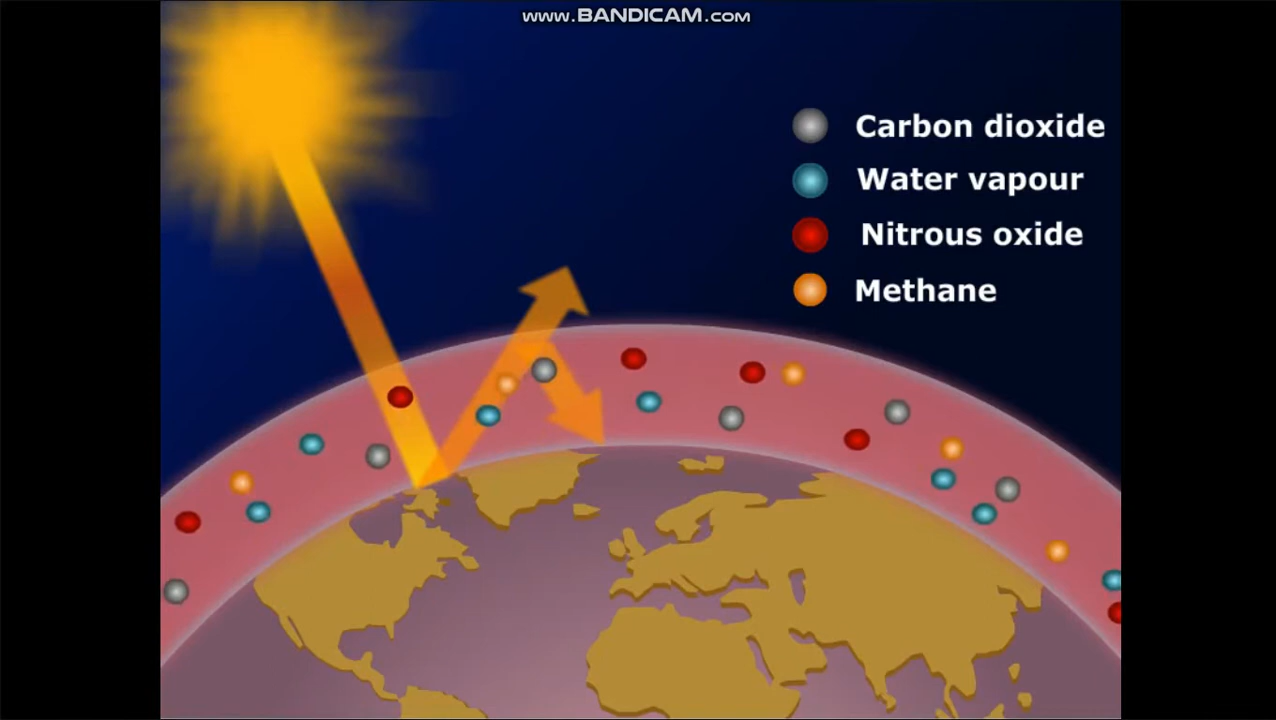 www.BANDICAM.com
Carbon dioxide
Water vapour
Nitrous oxide
Methane